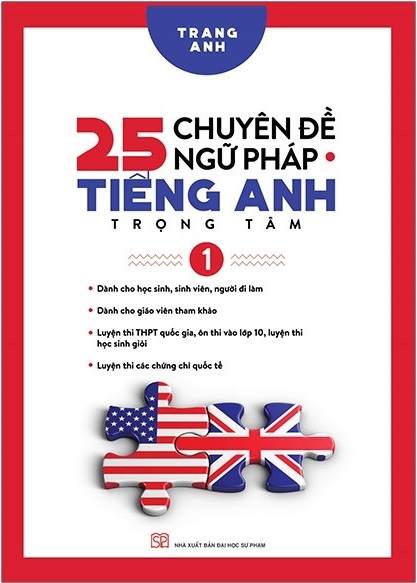 TRANG
ANH
25 CHUYÊN ĐỀ
NGỮ PHÁP •
TIẾNG ANH
TRỌNG TÂM
1
• Dành cho học sinh, sinh viên, người đi làm
• Dành cho giáo viên tham khảo
• Luyện thi THPT quốc gia, ôn thi vào lớp 10, luyện thi
học sinh giỏi
• Luyện thi các chứng chỉ quốc tế
SP
NHÀ XUẤT BẢN ĐẠI HỌC SƯ PHẠM